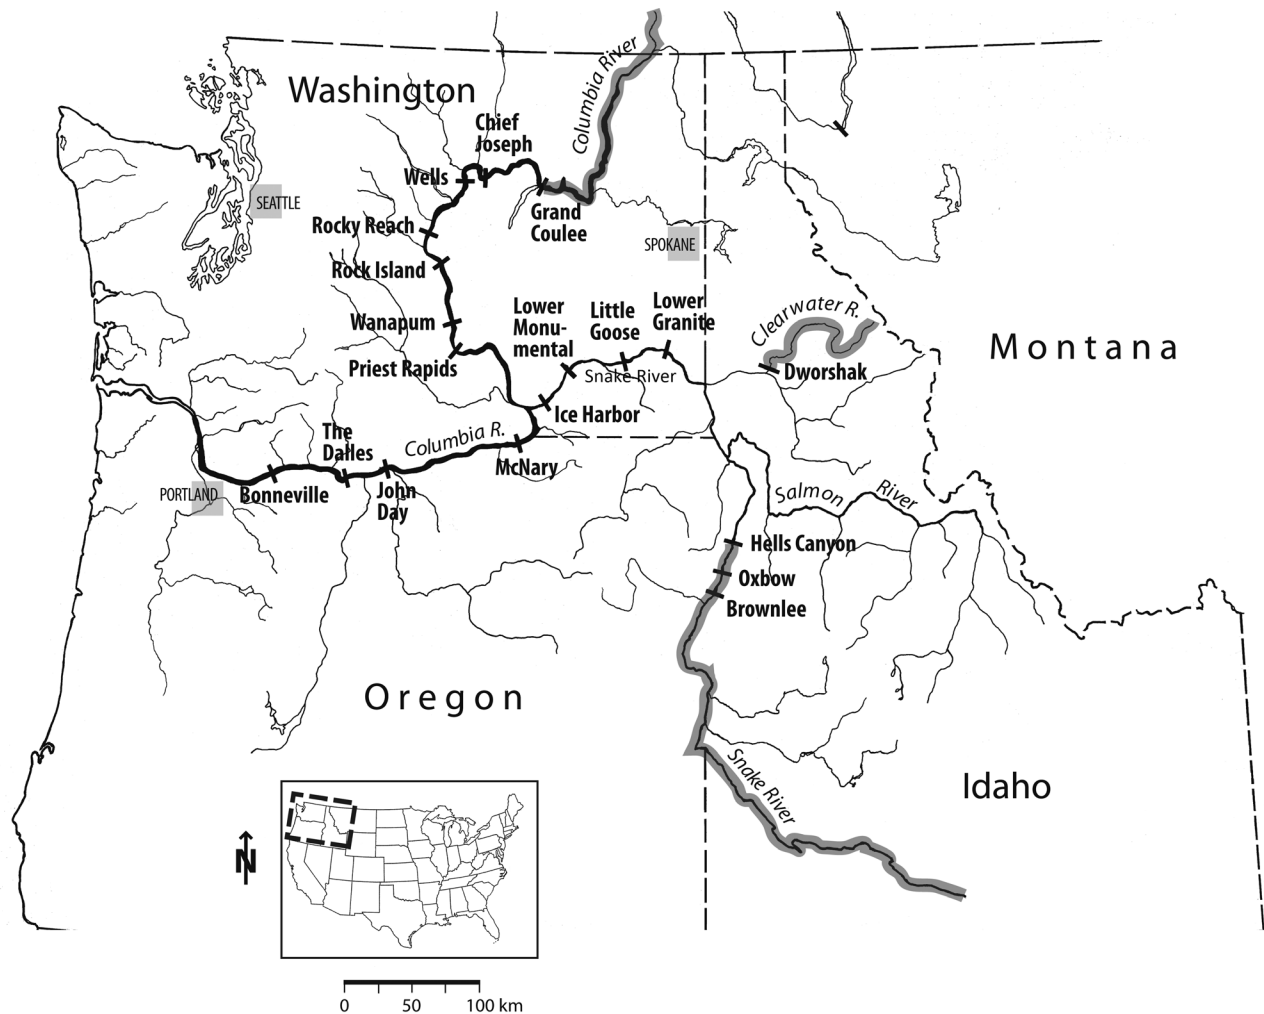 Washington
Columbia River
Chief
Joseph
Wells
SEATTLE
Grand
Coulee
Rocky Reach
SPOKANE
Rock Island
Lower
Monu-
mental
Little
Goose
Lower
Granite
Clearwater R.
Wanapum
Montana
Priest Rapids
Snake River
Dworshak
Ice Harbor
The
Dalles
Columbia R.
McNary
PORTLAND
Bonneville
John
Day
Salmon River
Hells Canyon
Oxbow
Brownlee
Oregon
Snake River
Idaho
N
0 50 100 km